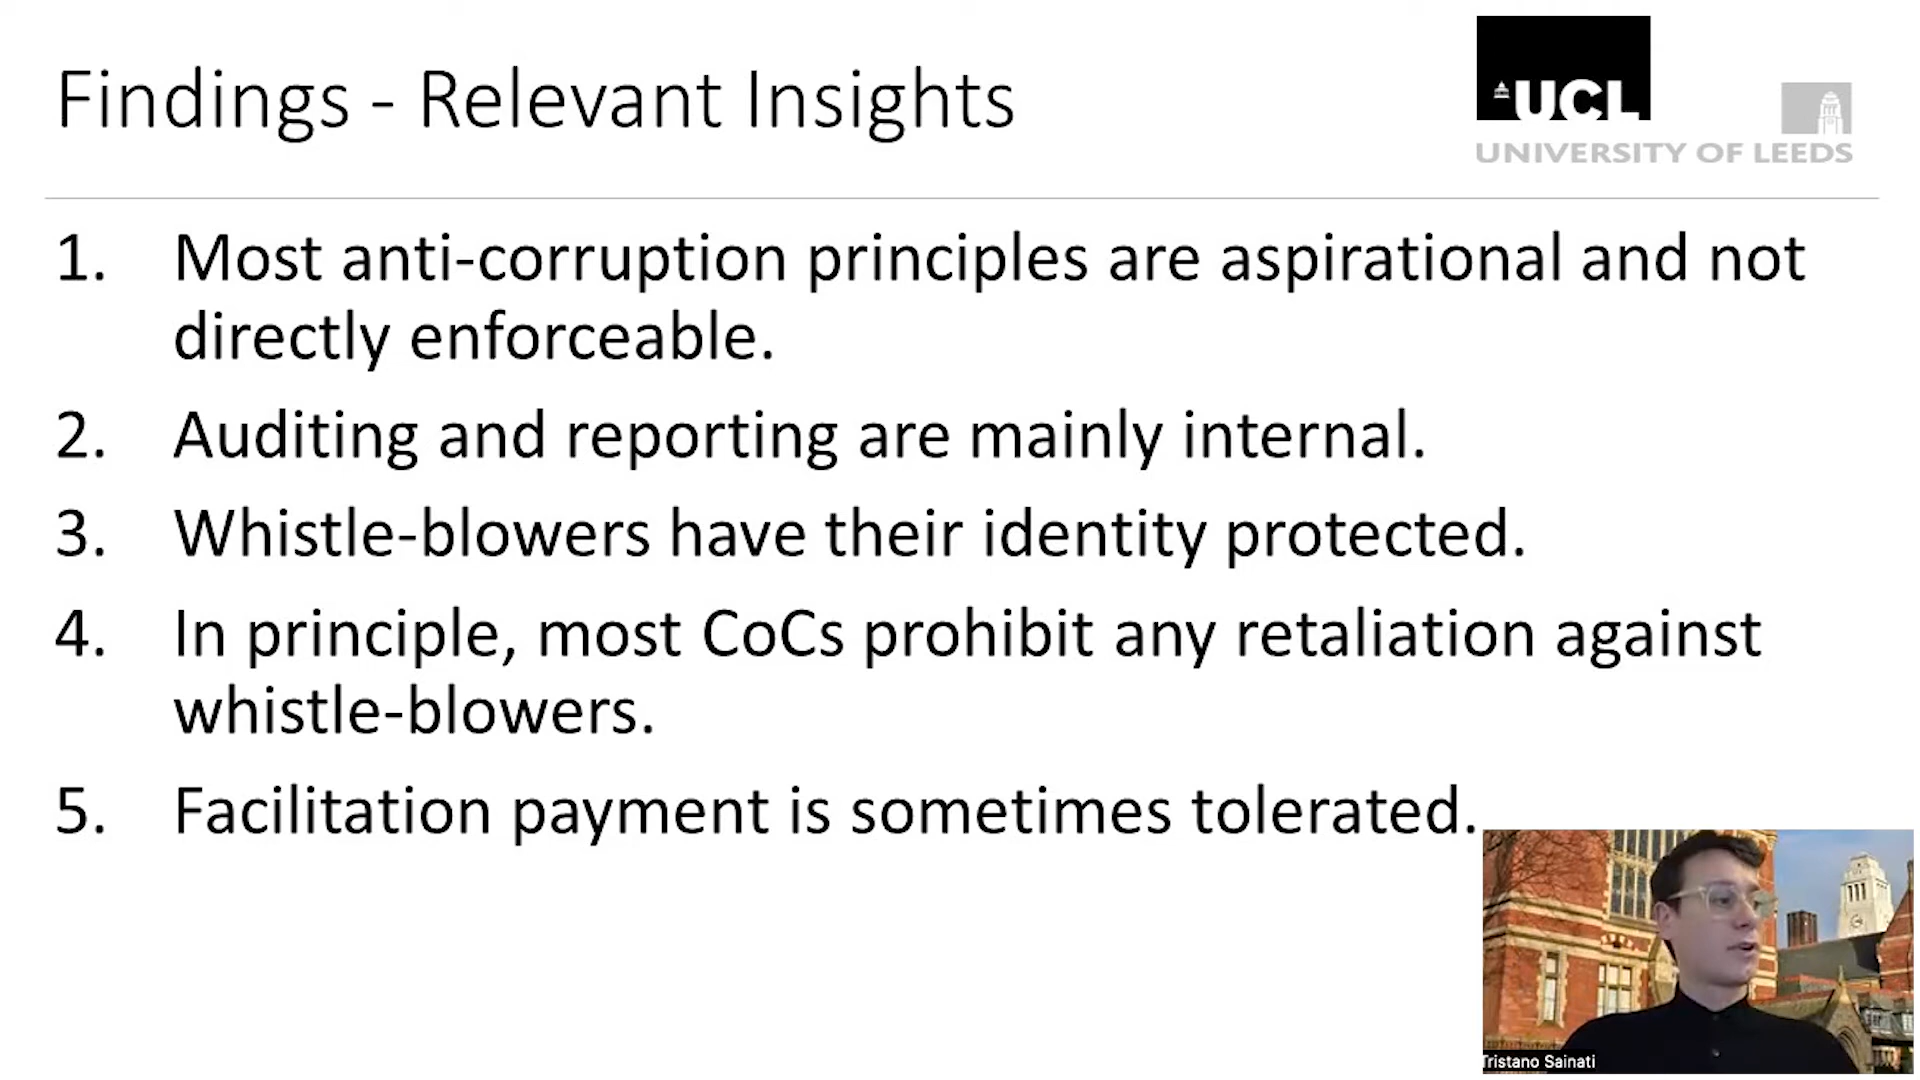 Findings - Relevant Insights
UCL
UNIVERSITY OF LEEDS
1. Most anti-corruption principles are aspirational and not
directly enforceable.
2. Auditing and reporting are mainly internal.
3. Whistle-blowers have their identity protected.
4. In principle, most CoCs prohibit any retaliation against
whistle-blowers.
5. Facilitation payment is sometimes tolerated.
Tristano Sainati